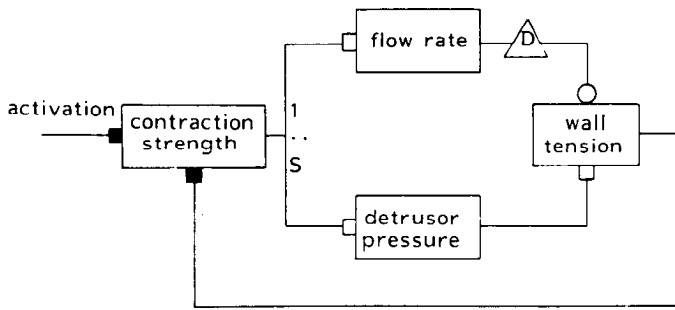 flow rate
D
activation
contraction
strength
1
..
S
wall
tension
detrusor
pressure